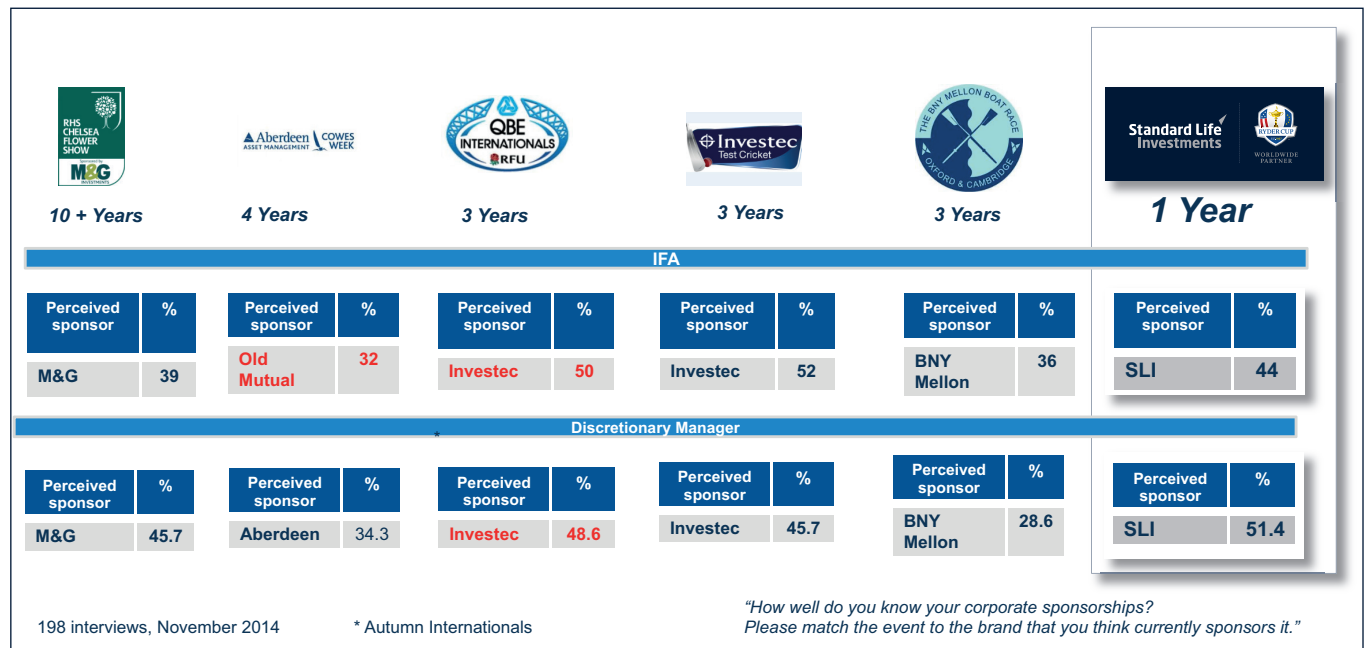 RHS
CHELSEA
FLOWER
SHOW
Sponsored by
M&G
INVESTMENTS
Aberdeen
ASSET MANAGEMENT
COWES
WEEK
QBE
INTERNATIONALS
RFU
Investec
Test Cricket
THE BNY MELLON BOAT RACE
OXFORD & CAMBRIDGE
Standard Life
Investments
RYDER CUP
WORLDWIDE
PARTNER
10 + Years
4 Years
3 Years
3 Years
3 Years
1 Year
IFA
Perceived sponsor %
M&G 39
Perceived sponsor %
Old Mutual 32
Perceived sponsor %
Investec 50
Perceived sponsor %
Investec 52
Perceived sponsor %
BNY Mellon 36
Perceived sponsor %
SLI 44
Discretionary Manager
*
Perceived sponsor %
M&G 45.7
Perceived sponsor %
Aberdeen 34.3
Perceived sponsor %
Investec 48.6
Perceived sponsor %
Investec 45.7
Perceived sponsor %
BNY Mellon 28.6
Perceived sponsor %
SLI 51.4
198 interviews, November 2014
* Autumn Internationals
“How well do you know your corporate sponsorships?
Please match the event to the brand that you think currently sponsors it.”